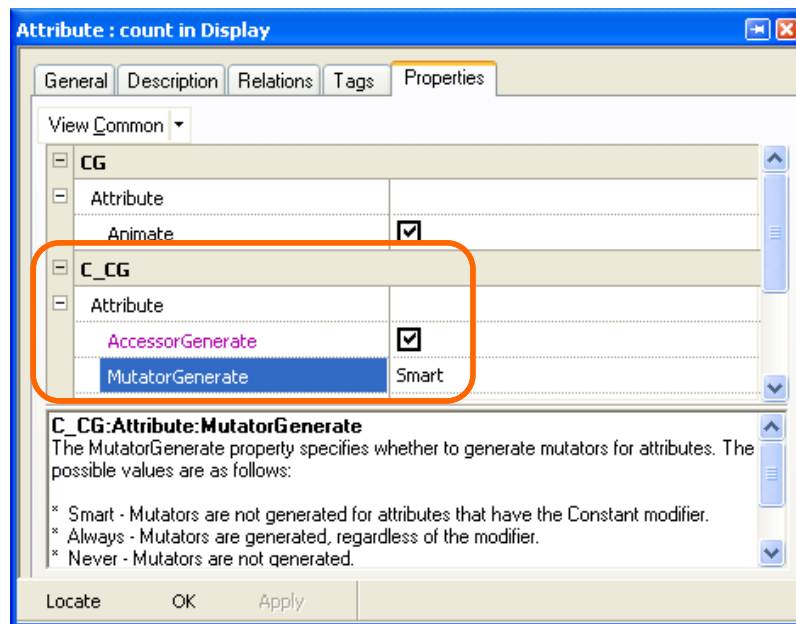 Attribute : count in Display
General Description Relations Tags Properties
View Common
CG
Attribute
Animate
C_CG
Attribute
AccessorGenerate
MutatorGenerate Smart
C_CG:Attribute:MutatorGenerate
The MutatorGenerate property specifies whether to generate mutators for attributes. The
possible values are as follows:
* Smart - Mutators are not generated for attributes that have the Constant modifier.
* Always - Mutators are generated, regardless of the modifier.
* Never - Mutators are not generated.
Locate OK Apply